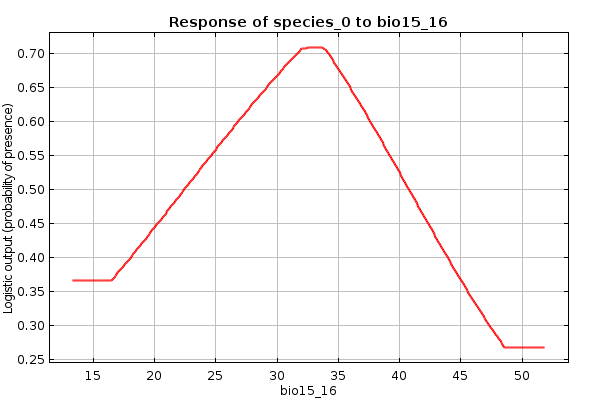 Response of species_0 to bio15_16
Logistic output (probability of presence)
0.70
0.65
0.60
0.55
0.50
0.45
0.40
0.35
0.30
0.25
15 20 25 30 35 40 45 50
bio15_16